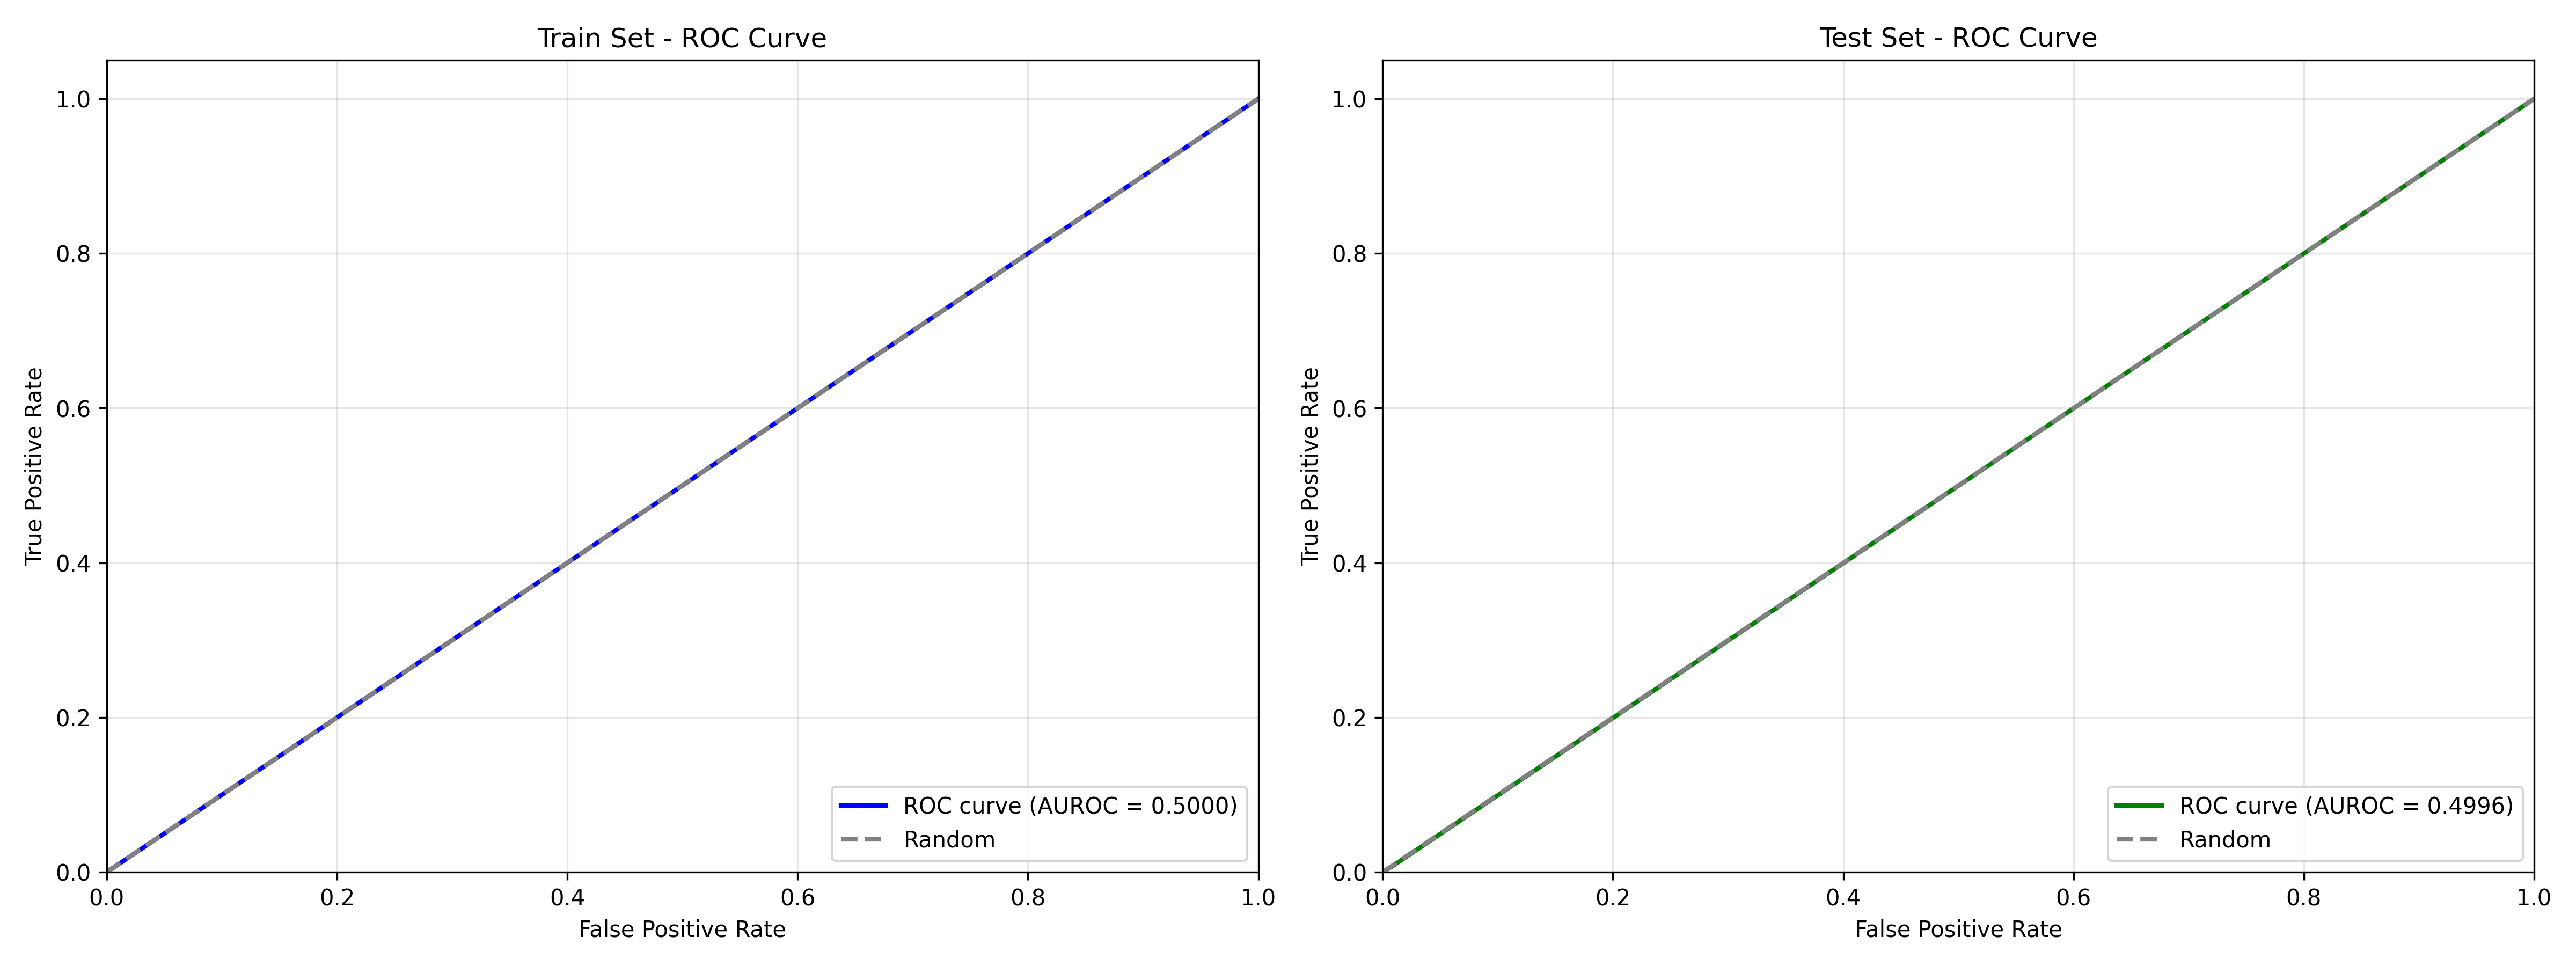 Train Set - ROC Curve
True Positive Rate
1.0
0.8
0.6
0.4
0.2
0.0
0.0 0.2 0.4 0.6 0.8 1.0
False Positive Rate
ROC curve (AUROC = 0.5000)
Random
Test Set - ROC Curve
True Positive Rate
1.0
0.8
0.6
0.4
0.2
0.0
0.0 0.2 0.4 0.6 0.8 1.0
False Positive Rate
ROC curve (AUROC = 0.4996)
Random